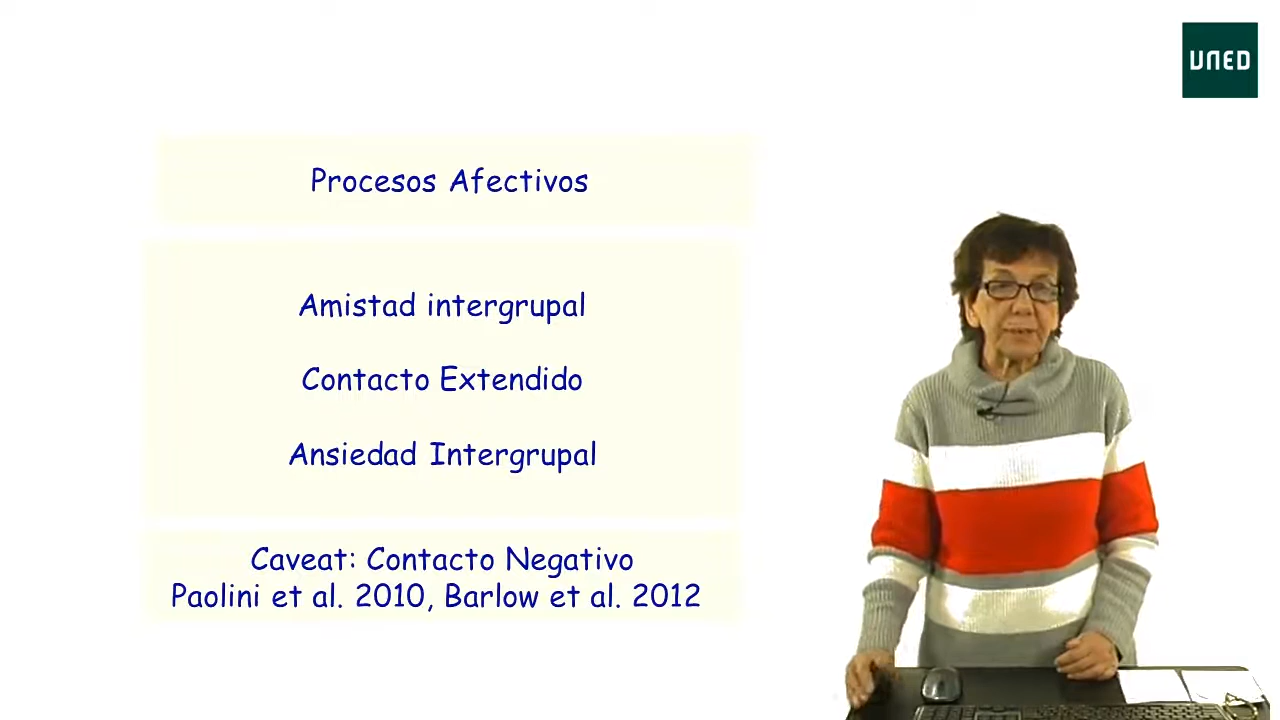 UNED
Procesos Afectivos
Amistad intergrupal
Contacto Extendido
Ansiedad Intergrupal
Caveat: Contacto Negativo
Paolini et al. 2010, Barlow et al. 2012